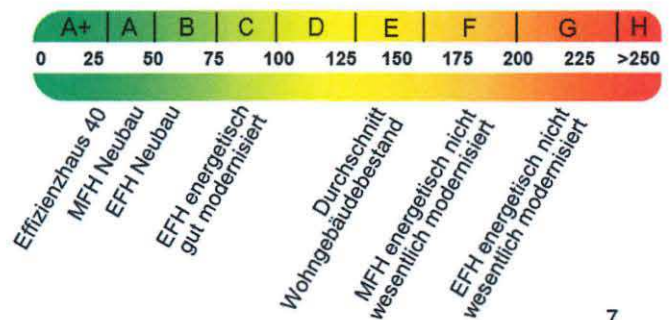 A+ A B C D E F G H
0 25 50 75 100 125 150 175 200 225 >250
Effizienzhaus 40
MFH Neubau
EFH Neubau
EFH energetisch
gut modernisiert
Durchschnitt
Wohngebäudebestand
MFH energetisch nicht
wesentlich modernisiert
EFH energetisch nicht
wesentlich modernisiert
7